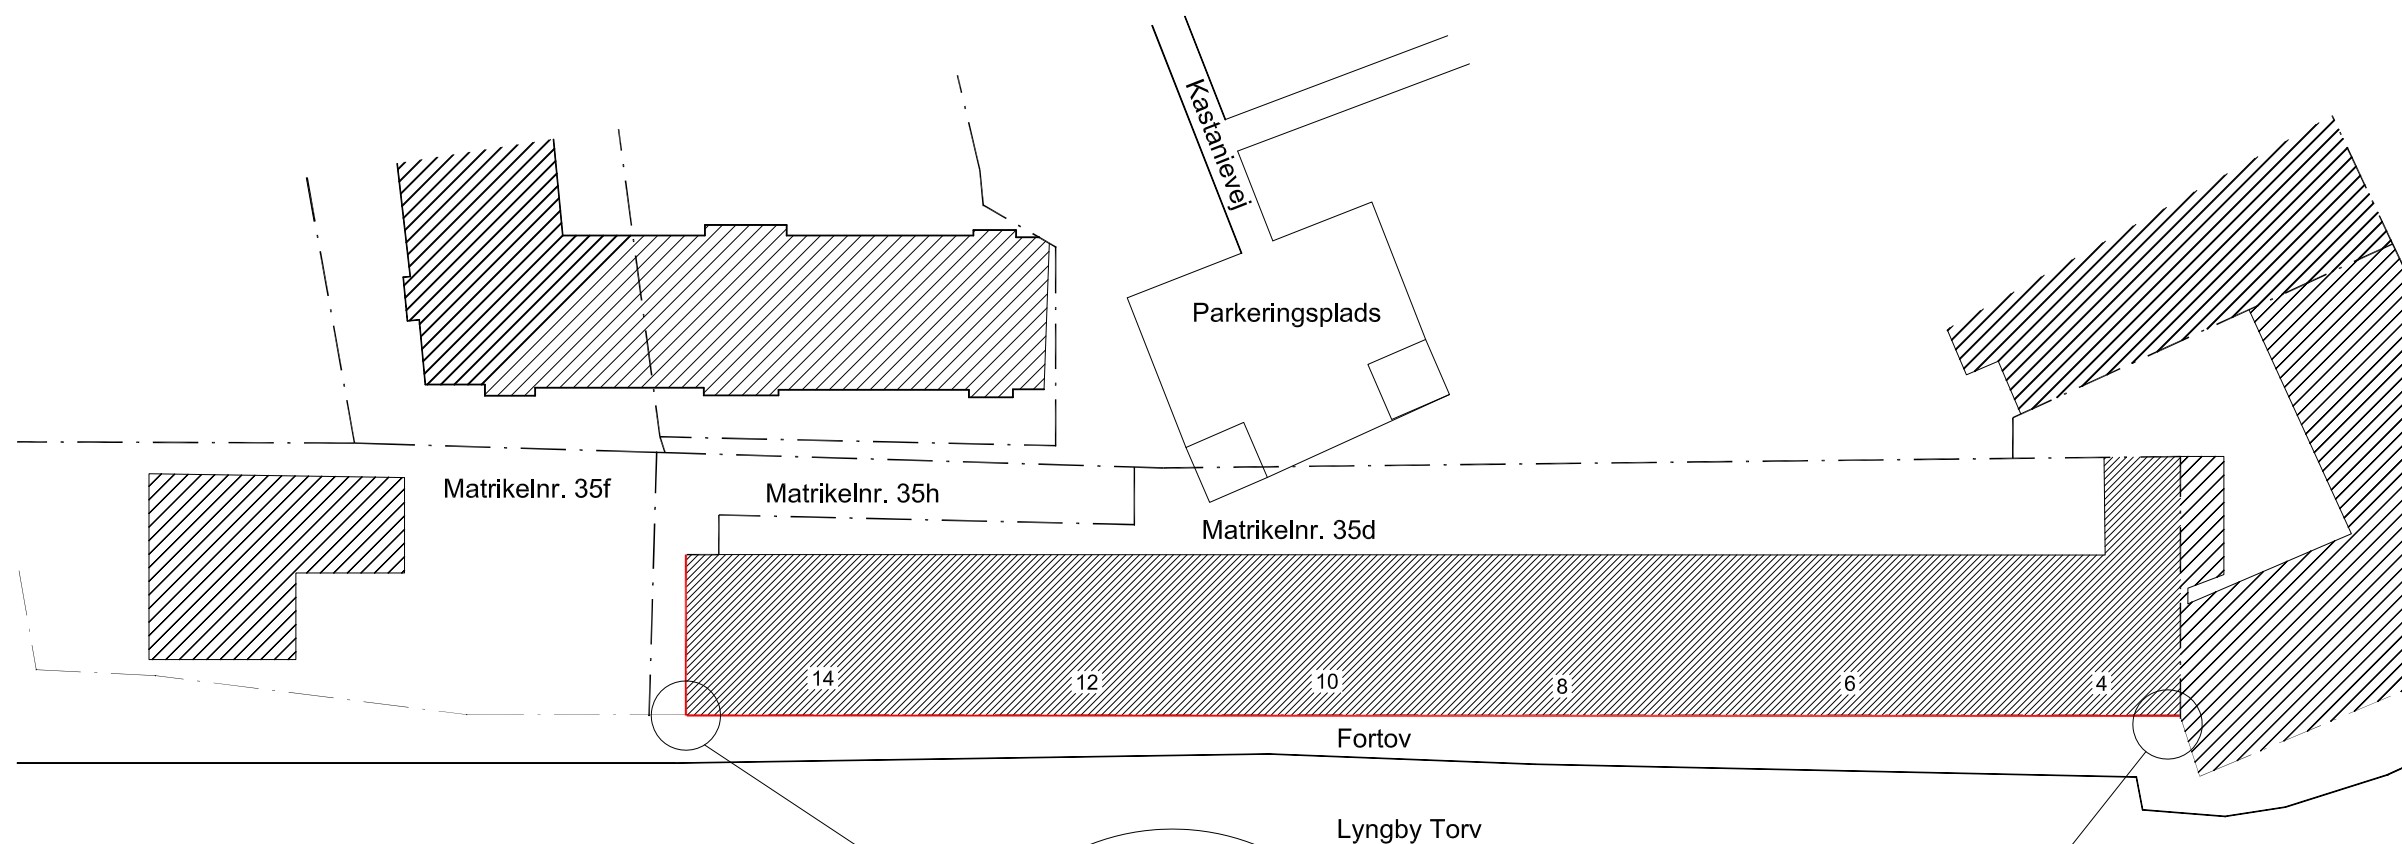 Kastanievej
Parkeringsplads
Matrikelnr. 35f
Matrikelnr. 35h
Matrikelnr. 35d
14
12
10
8
6
4
Fortov
Lyngby Torv